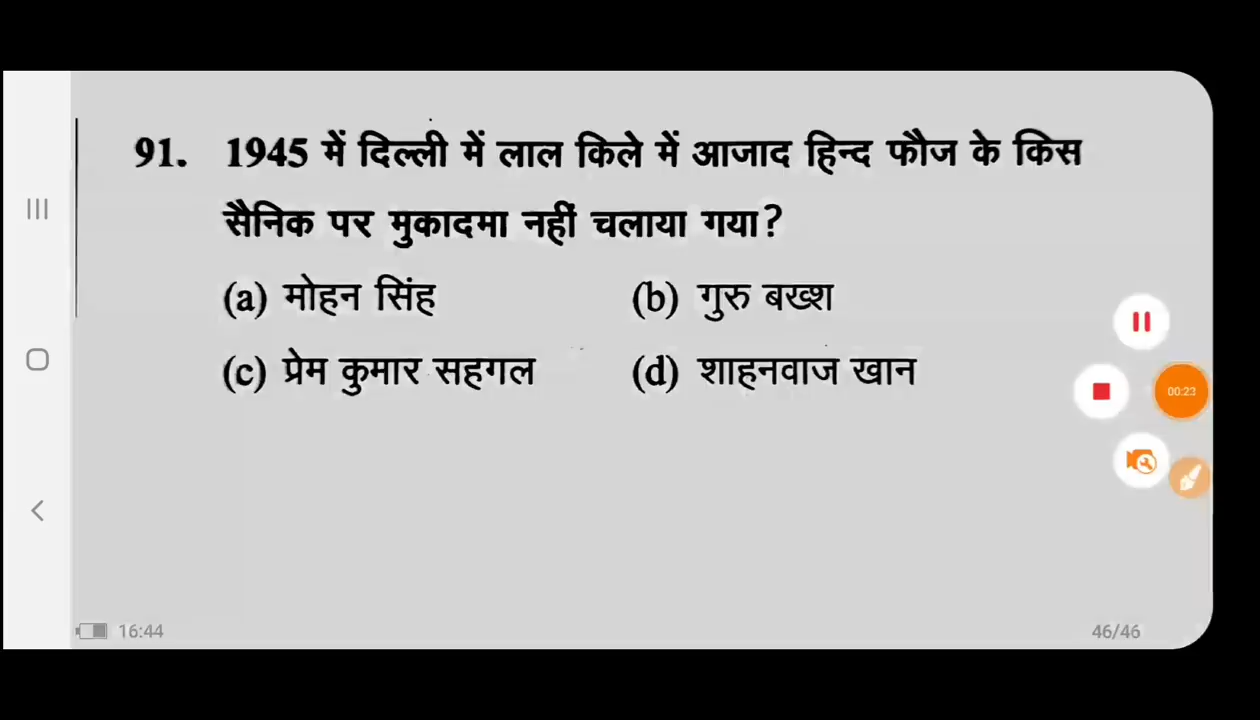 91. 1945 में दिल्ली में लाल किले में आजाद हिन्द फौज के किस
सैनिक पर मुकादमा नहीं चलाया गया?
(a) मोहन सिंह (b) गुरु बख्श
(c) प्रेम कुमार सहगल (d) शाहनवाज खान
00:23
16:44 46/46